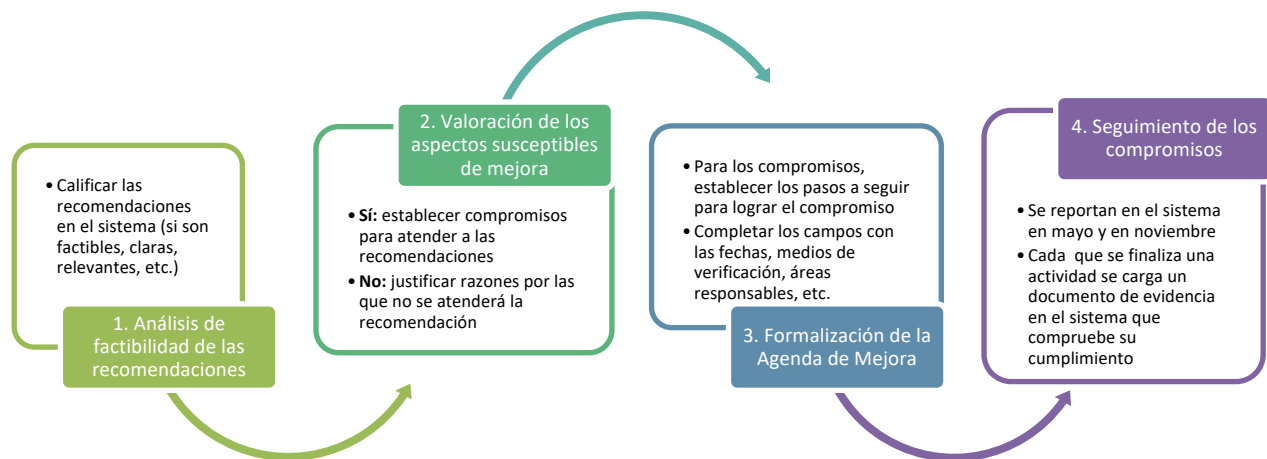 • Calificar las
recomendaciones
en el sistema (si son
factibles, claras,
relevantes, etc.)
1. Análisis de
factibilidad de las
recomendaciones
2. Valoración de los
aspectos susceptibles
de mejora
• Sí: establecer compromisos
para atender a las
recomendaciones
• No: justificar razones por las
que no se atenderá la
recomendación
• Para los compromisos,
establecer los pasos a seguir
para lograr el compromiso
• Completar los campos con
las fechas, medios de
verificación, áreas
responsables, etc.
3. Formalización de la
Agenda de Mejora
4. Seguimiento de los
compromisos
• Se reportan en el sistema
en mayo y en noviembre
• Cada que se finaliza una
actividad se carga un
documento de evidencia
en el sistema que
compruebe su
cumplimiento